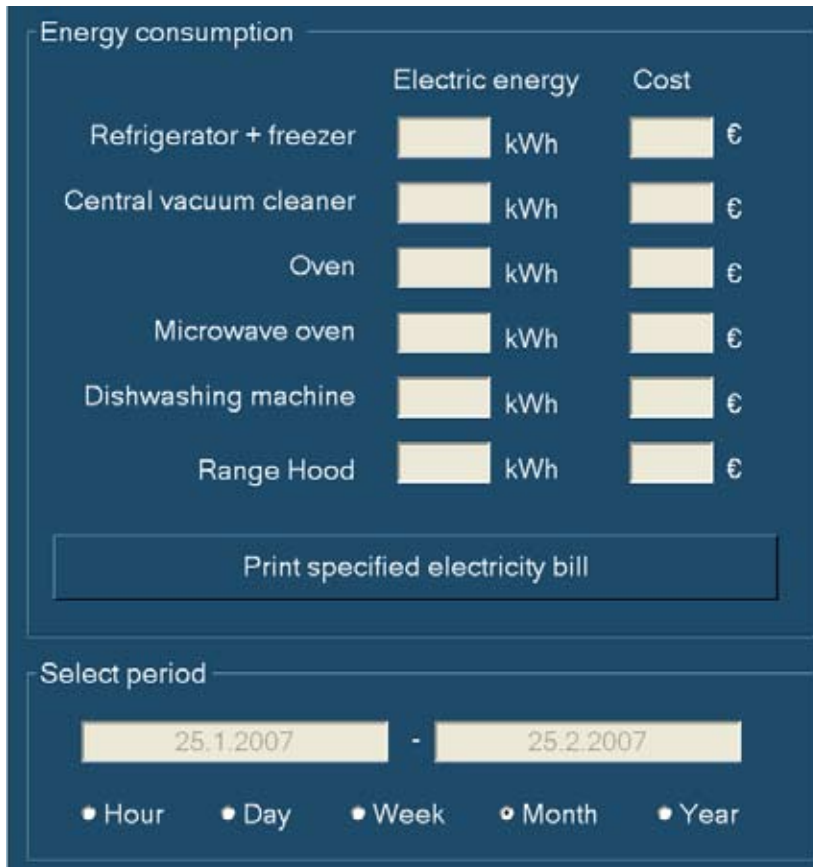 Energy consumption
Electric energy Cost
Refrigerator + freezer kWh €
Central vacuum cleaner kWh €
Oven kWh €
Microwave oven kWh €
Dishwashing machine kWh €
Range Hood kWh €
Print specified electricity bill
Select period
25.1.2007 - 25.2.2007
Hour Day Week Month Year